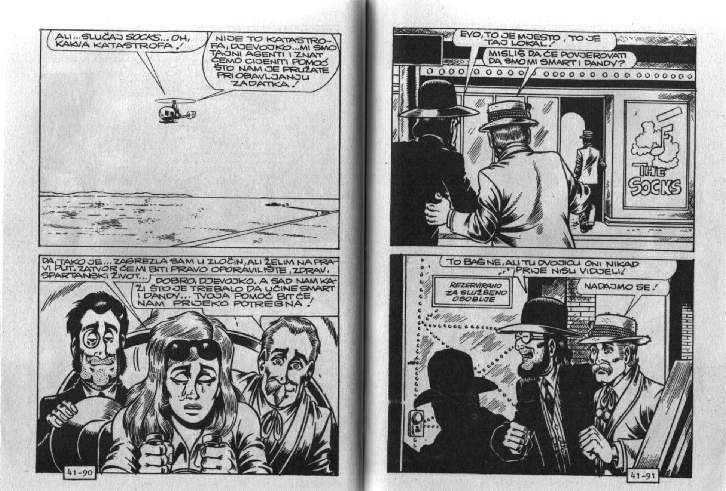 ALI... SLUČAJ SOCKS... OH,
KAKVA KATASTROFA!
NIJE TO KATASTRO-
FA, DJEVOJKO... MI SMO
TAJNI AGENTI I ZNAT
ĆEMO CIJENITI POMOĆ
ŠTO NAM JE PRUŽATE
PRI OBAVLJANJU
ZADATKA!
DA, TAKO JE... ZAGREZLA SAM U ZLOČIN, ALI ŽELIM NA PRA-
VI PUT. ZATVOR ĆE MI BITI PRAVO OPORAVILIŠTE, ZDRAV,
SPARTANSKI ŽIVOT...
DOBRO, DJEVOJKO, A SAD NAM KA-
ŽI ŠTO JE TREBALO DA UČINE SMART
I DANDY... TVOJA POMOĆ BIT ĆE
NAM PRIJEKO POTREBNA!
41-90
EVO, TO JE MJESTO, TO JE
TAJ LOKAL!
MISLIŠ DA ĆE POVJEROVATI
DA SMO MI SMART I DANDY?
THE
SOCKS
TO BAŠ NE, ALI TU DVOJICU ONI NIKAD
PRIJE NISU VIDJELI!
NADAJMO SE!
REZERVIRANO
ZA SLUŽBENO
OSOBLJE
41-91